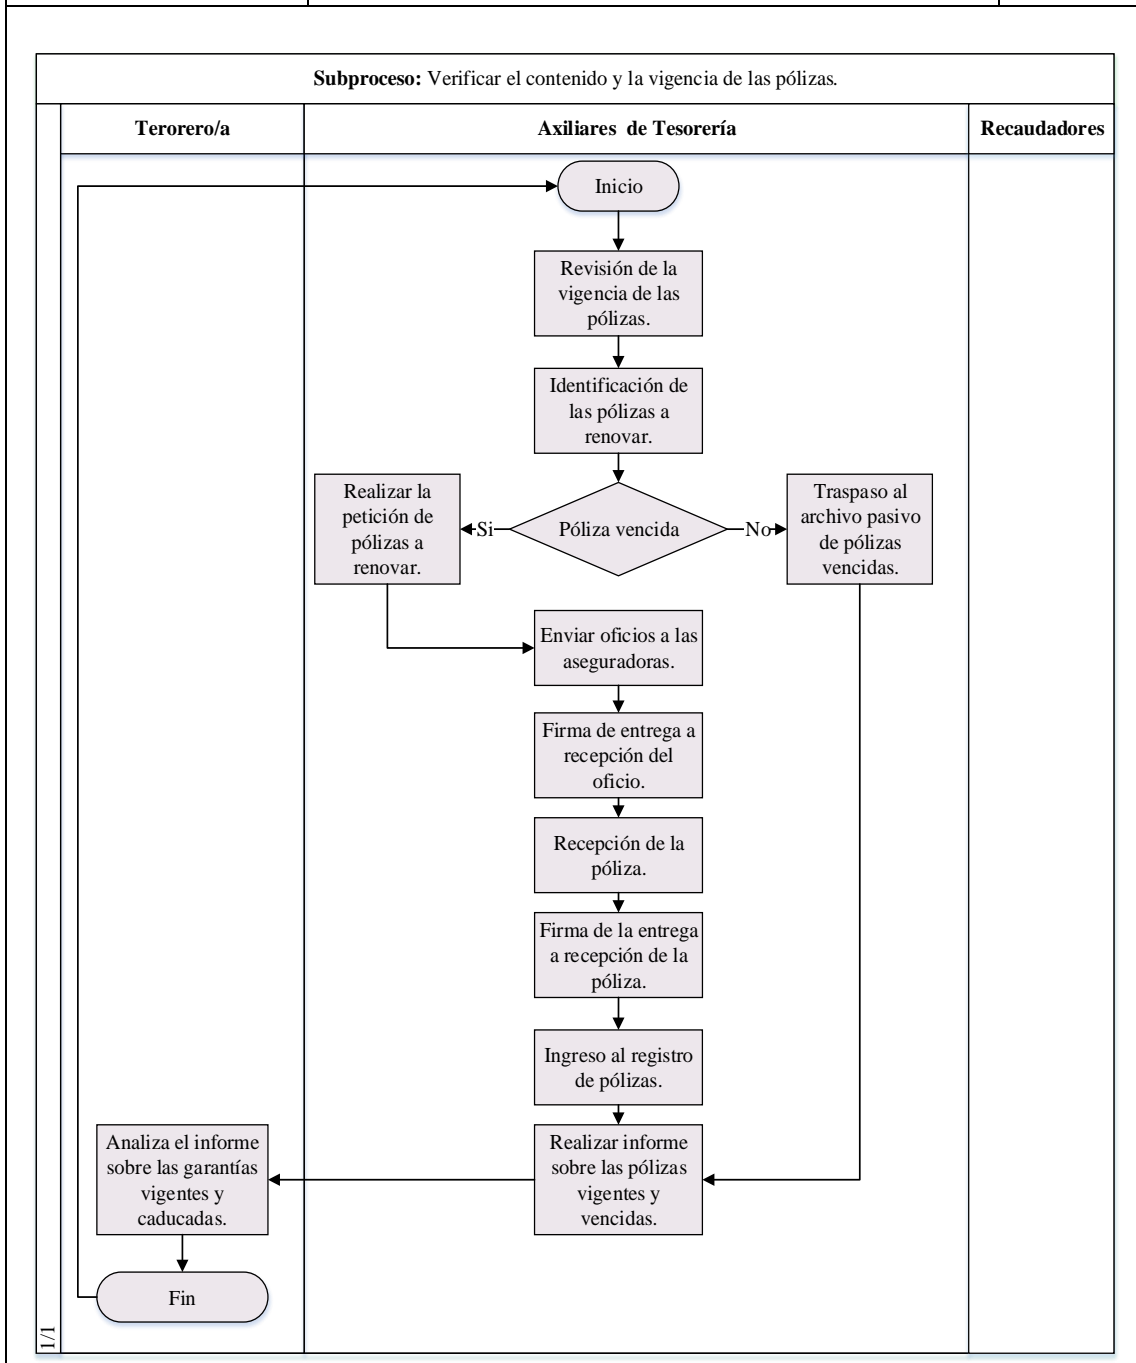 Subproceso: Verificar el contenido y la vigencia de las pólizas.
Terorero/a
Axiliares de Tesorería
Recaudadores
Inicio
Revisión de la
vigencia de las
pólizas.
Identificación de
las pólizas a
renovar.
Realizar la
petición de
pólizas a
renovar.
Si
Póliza vencida
No
Traspaso al
archivo pasivo
de pólizas
vencidas.
Enviar oficios a las
aseguradoras.
Firma de entrega a
recepción del
oficio.
Recepción de la
póliza.
Firma de la entrega
a recepción de la
póliza.
Ingreso al registro
de pólizas.
Realizar informe
sobre las pólizas
vigentes y
vencidas.
Analiza el informe
sobre las garantías
vigentes y
caducadas.
Fin
1/1